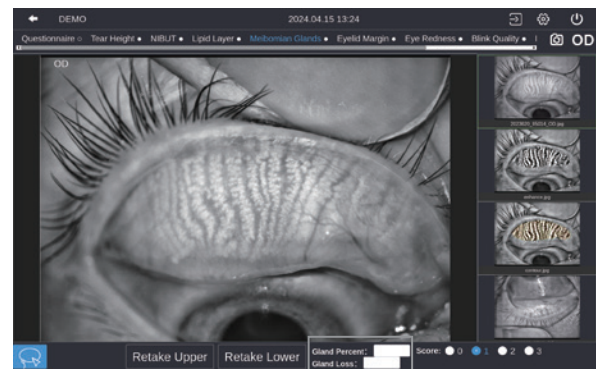 DEMO 2024.04.15 13:24
Questionnaire Tear Height NIBUT Lipid Layer Meibomian Glands Eyelid Margin Eye Redness Blink Quality OD
OD
enhance.jpg
contour.jpg
Retake Upper Retake Lower Gland Percent: Score: 0 1 2 3
Gland Loss: